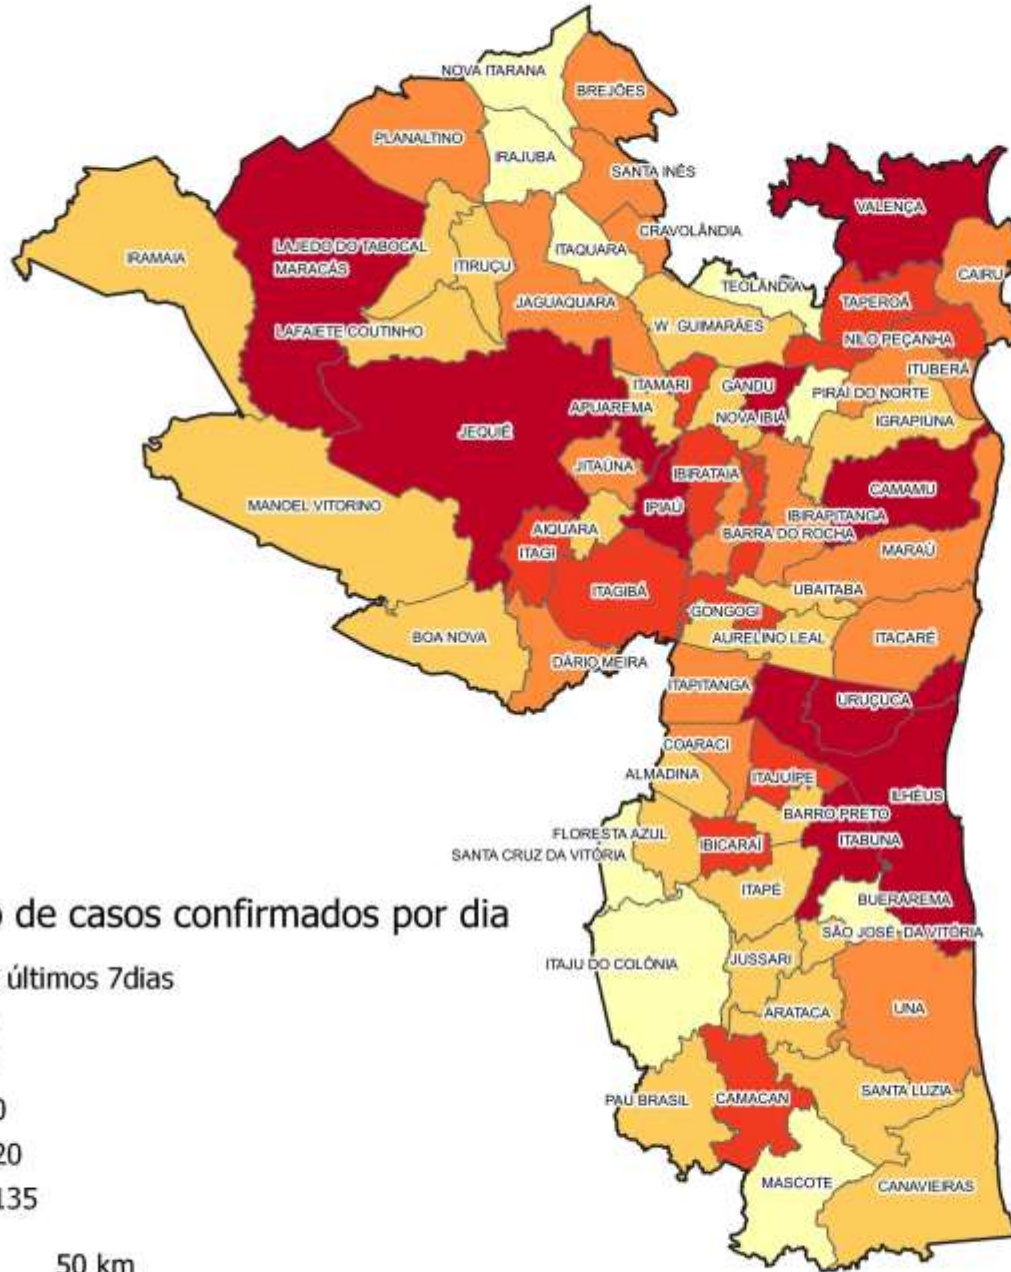 NOVA ITARANA
BREJÕES
PLANALTINO
IRAJUBA
SANTA INÊS
VALENÇA
CRAVOLÂNDIA
LAJEDO DO TABOCAL
ITAQUARA
IRAMAIA
MARACÁS
ITIRUÇU
CAIRU
TEOLÂNDIA
JAGUAQUARA
TAPEROÁ
LAFAIETE COUTINHO
W. GUIMARÃES
NILO PEÇANHA
ITUBERÁ
ITAMARI
GANDU
PIRAÍ DO NORTE
APUAREMA
NOVA IBIÁ
IGRAPIÚNA
JEQUIÉ
JITAÚNA
IBIRATAIA
CAMAMU
MANOEL VITORINO
IPIAÚ
IBIRAPITANGA
AIQUARA
BARRA DO ROCHA
ITAGI
MARAÚ
ITAGIBÁ
UBAITABA
GONGOGI
BOA NOVA
AURELINO LEAL
ITACARÉ
DÁRIO MEIRA
ITAPITANGA
URUÇUCA
COARACI
ALMADINA
ITAJUÍPE
ILHÉUS
BARRO PRETO
FLORESTA AZUL
IBICARAÍ
ITABUNA
SANTA CRUZ DA VITÓRIA
ITAPÉ
BUERAREMA
SÃO JOSÉ DA VITÓRIA
ITAJU DO COLÔNIA
JUSSARI
ARATACA
UNA
PAU BRASIL
CAMACAN
SANTA LUZIA
MASCOTE
CANAVIEIRAS
de casos confirmados por dia
últimos 7dias
20
135
50 km